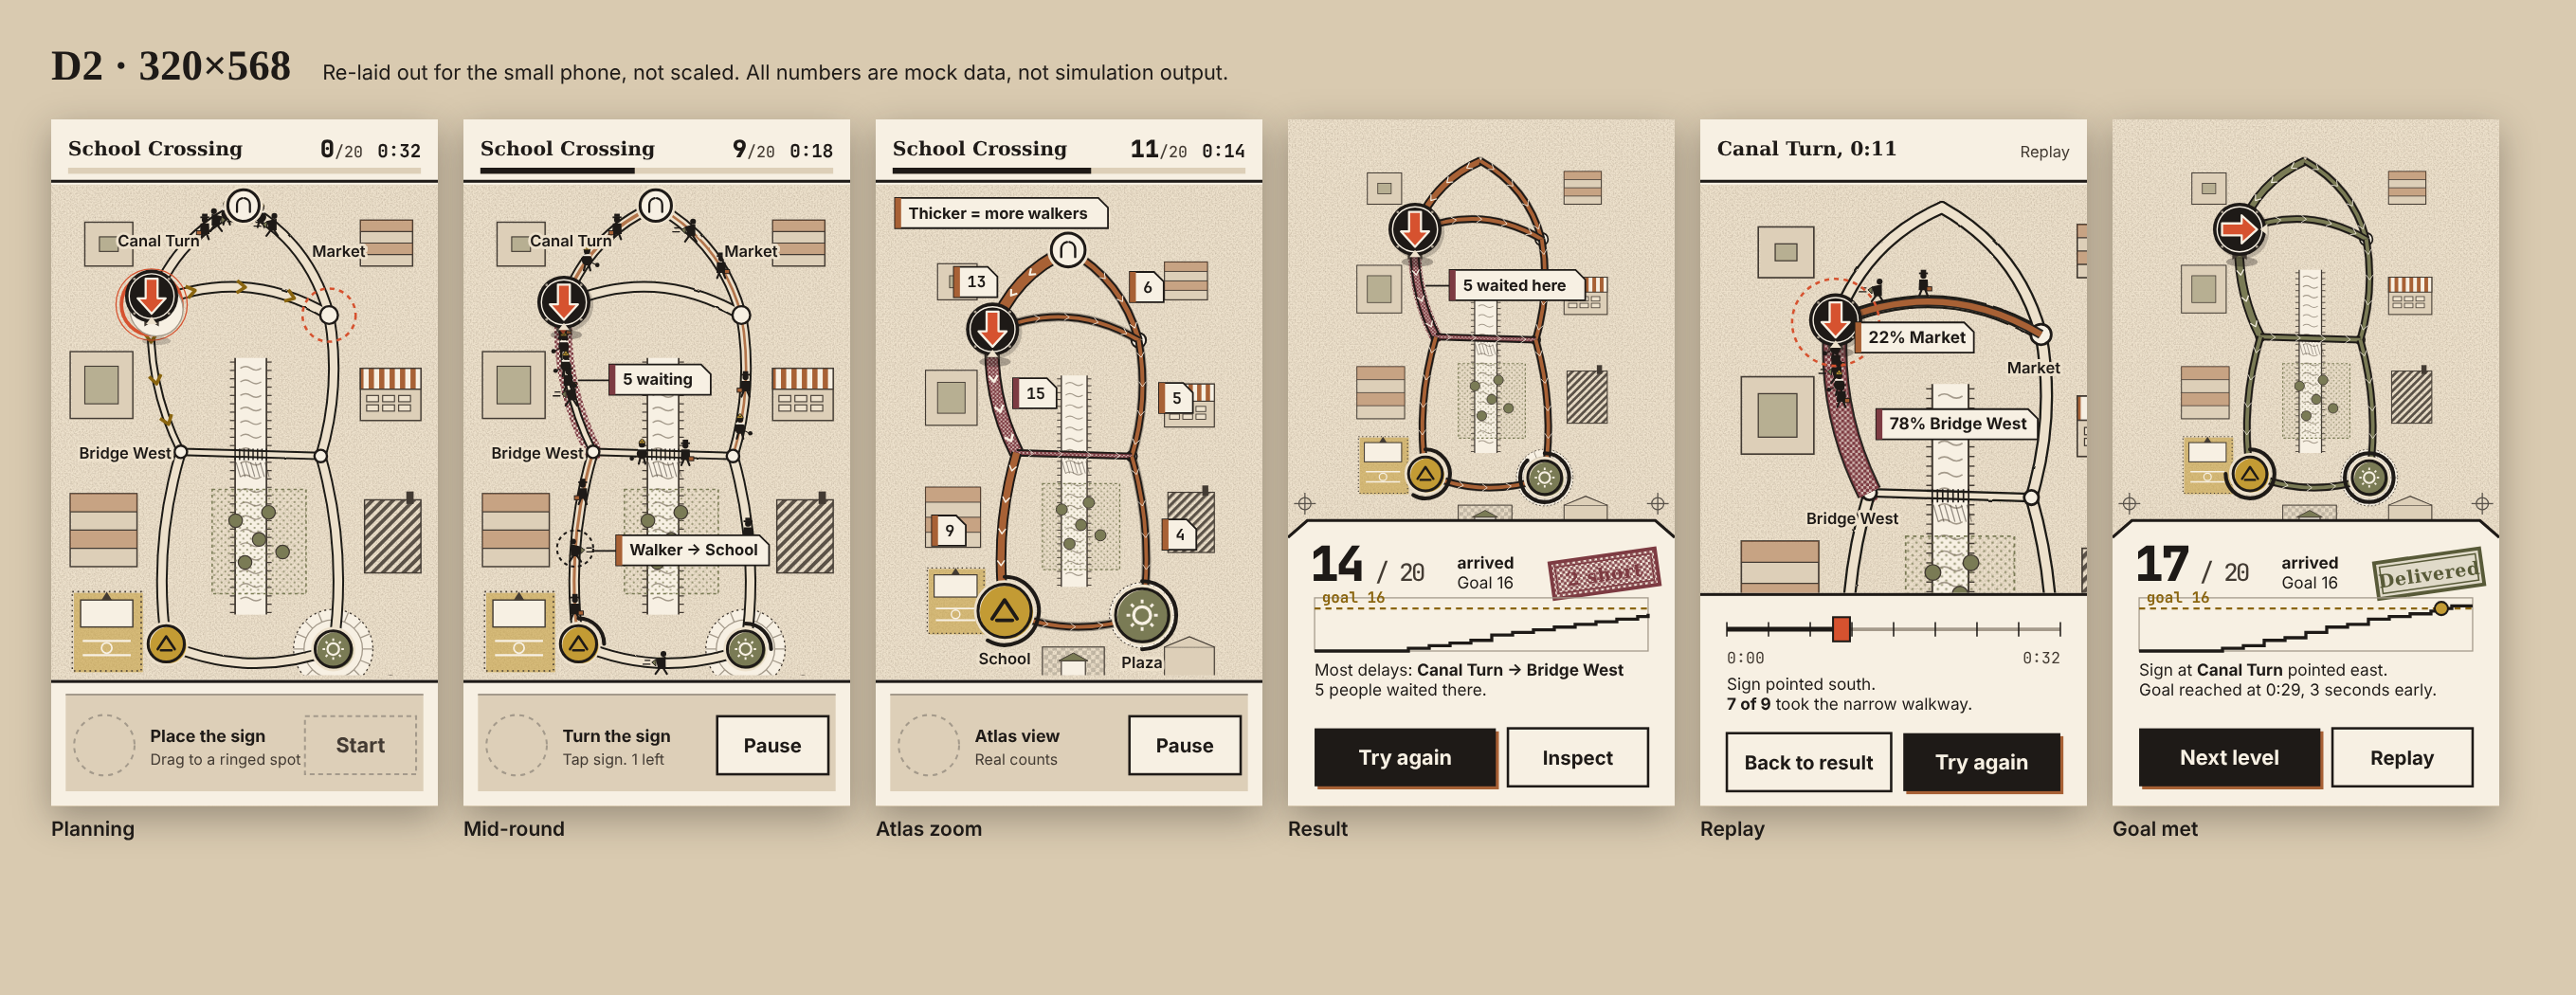 D2 · 320×568
Re-laid out for the small phone, not scaled. All numbers are mock data, not simulation output.
School Crossing
0/20 0:32
Canal Turn
Market
Bridge West
Place the sign
Drag to a ringed spot
Start
Planning
School Crossing
9/20 0:18
Canal Turn
Market
5 waiting
Bridge West
Walker → School
Turn the sign
Tap sign. 1 left
Pause
Mid-round
School Crossing
11/20 0:14
Thicker = more walkers
13
6
15
5
9
4
School
Plaza
Atlas view
Real counts
Pause
Atlas zoom
5 waited here
14 / 20
arrived
Goal 16
2 short
goal 16
Most delays: Canal Turn → Bridge West
5 people waited there.
Try again
Inspect
Result
Canal Turn, 0:11
Replay
22% Market
Market
78% Bridge West
Bridge West
0:00
0:32
Sign pointed south.
7 of 9 took the narrow walkway.
Back to result
Try again
Replay
17 / 20
arrived
Goal 16
Delivered
goal 16
Sign at Canal Turn pointed east.
Goal reached at 0:29, 3 seconds early.
Next level
Replay
Goal met